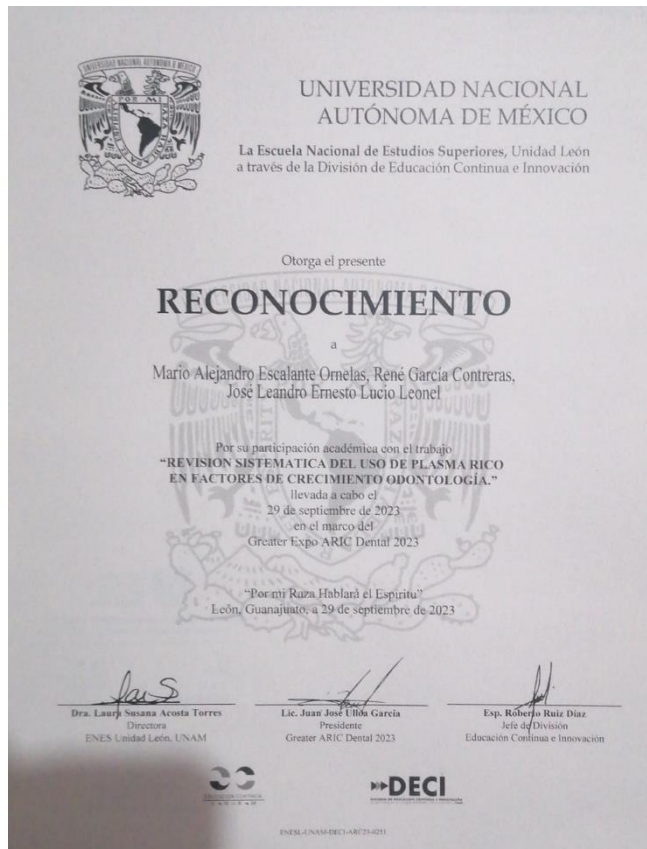 UNIVERSIDAD NACIONAL
AUTÓNOMA DE MÉXICO
La Escuela Nacional de Estudios Superiores, Unidad León
a través de la División de Educación Continua e Innovación
Otorga el presente
RECONOCIMIENTO
a
Mario Alejandro Escalante Ornelas, René García Contreras,
José Leandro Ernesto Lucio Leonel
Por su participación académica con el trabajo
“REVISION SISTEMATICA DEL USO DE PLASMA RICO
EN FACTORES DE CRECIMIENTO ODONTOLOGÍA.”
llevada a cabo el
29 de septiembre de 2023
en el marco del
Greater Expo ARIC Dental 2023
“Por mi Raza Hablará el Espíritu”
León, Guanajuato, a 29 de septiembre de 2023
Dra. Laura Susana Acosta Torres
Directora
ENES Unidad León, UNAM
Lic. Juan José Ulloa García
Presidente
Greater ARIC Dental 2023
Esp. Roberto Ruiz Díaz
Jefe de División
Educación Continua e Innovación
EDUCACIÓN CONTINUA
DECI